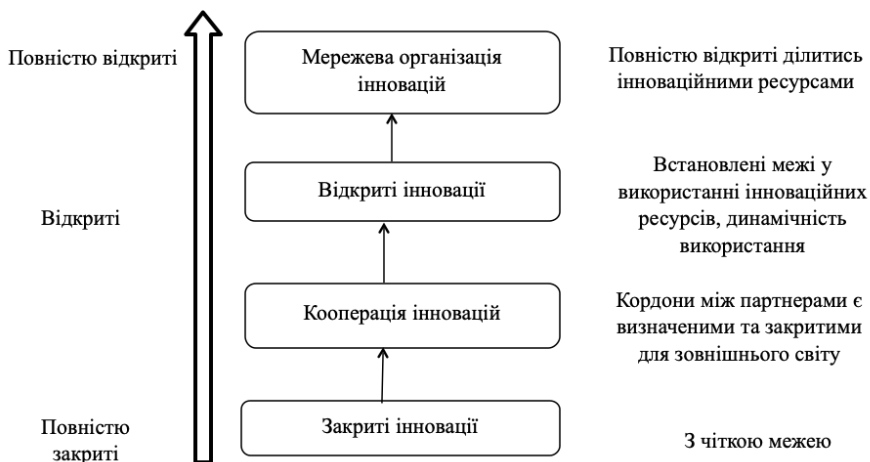 Повністю відкриті
Мережева організація
інновацій
Повністю відкриті ділитись
інноваційними ресурсами
Відкриті
Відкриті інновації
Встановлені межі у
використанні інноваційних
ресурсів, динамічність
використання
Кооперація інновацій
Кордони між партнерами є
визначеними та закритими
для зовнішнього світу
Повністю
закриті
Закриті інновації
З чіткою межею